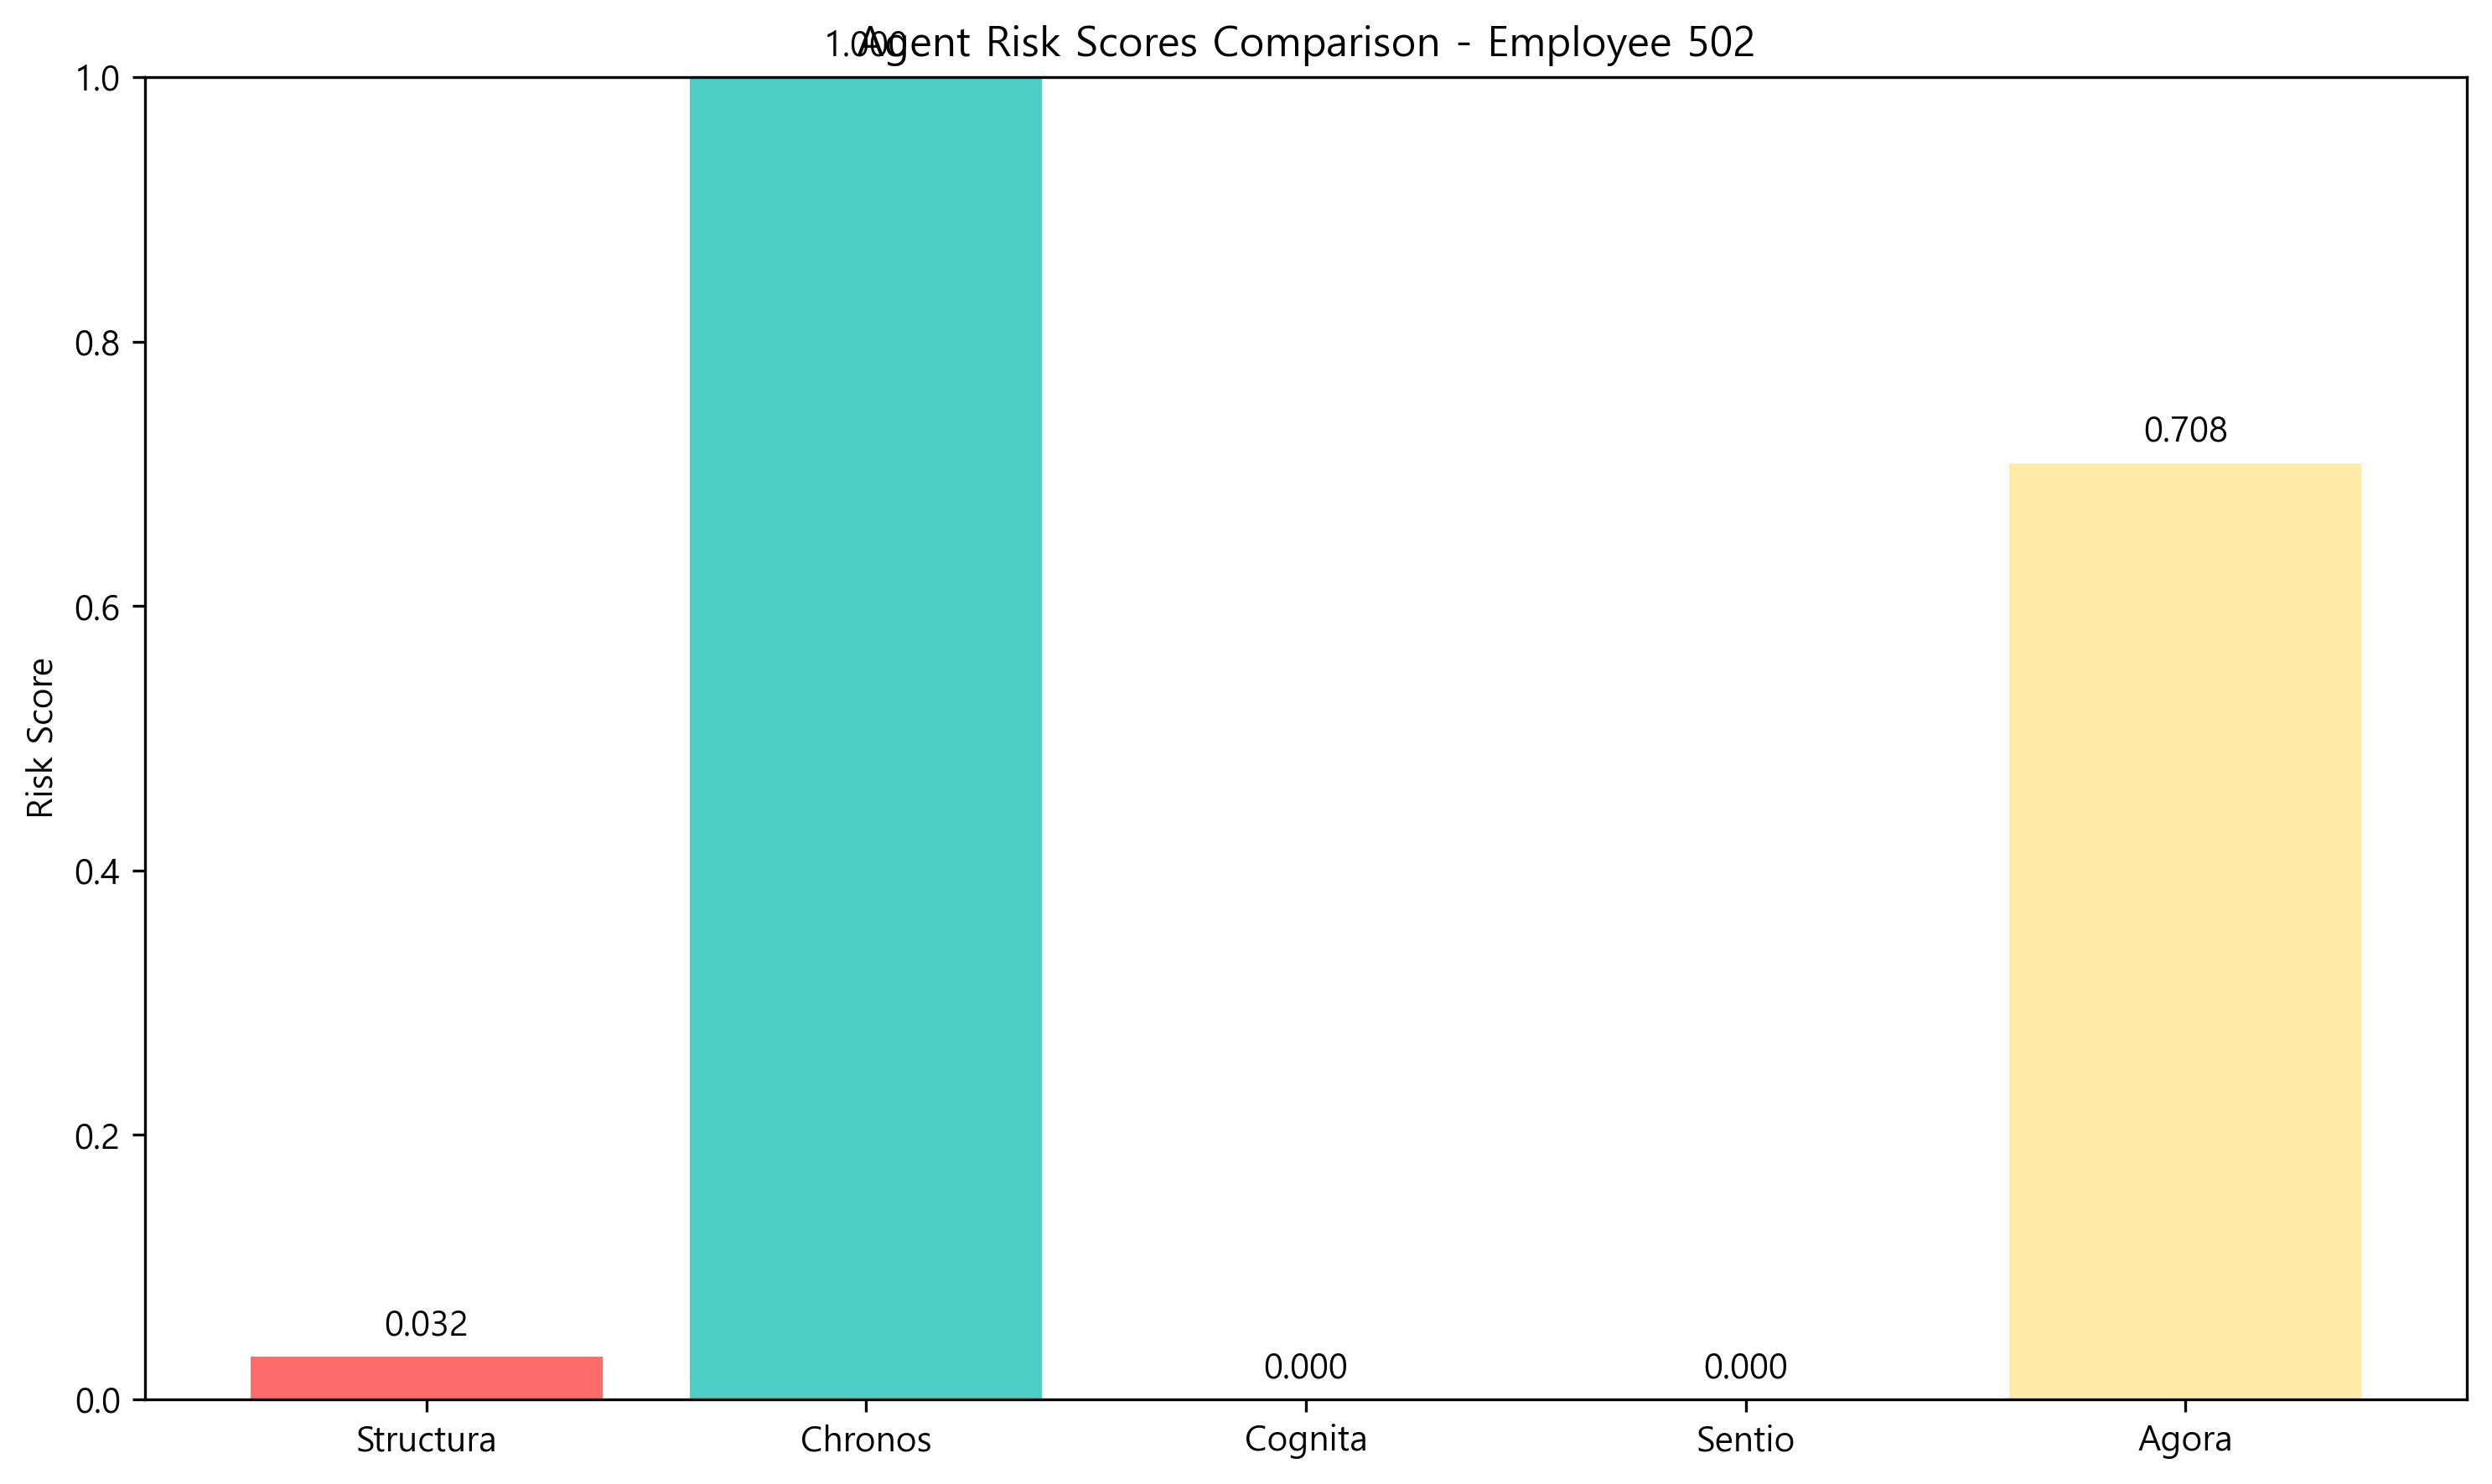 1.000
Agent Risk Scores Comparison - Employee 502
1.0
0.8
0.6
0.4
0.2
0.0
Risk Score
0.032
0.000
0.000
0.708
Structura
Chronos
Cognita
Sentio
Agora